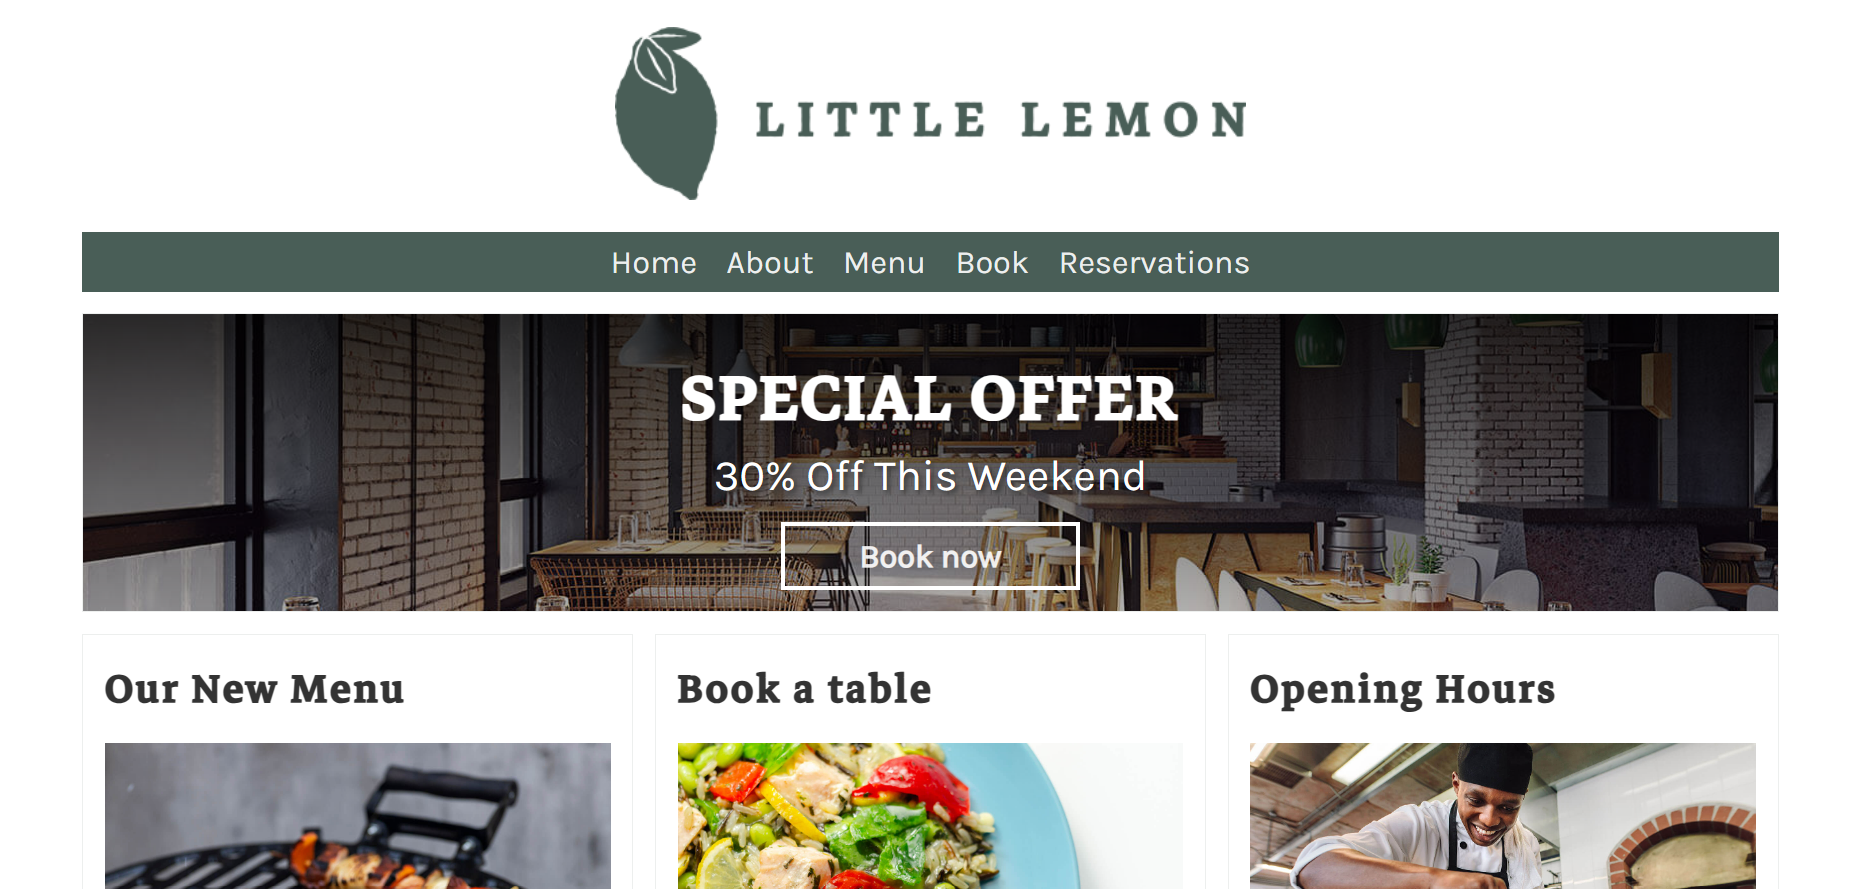 LITTLE LEMON
Home About Menu Book Reservations
SPECIAL OFFER
30% Off This Weekend
Book now
Our New Menu
Book a table
Opening Hours